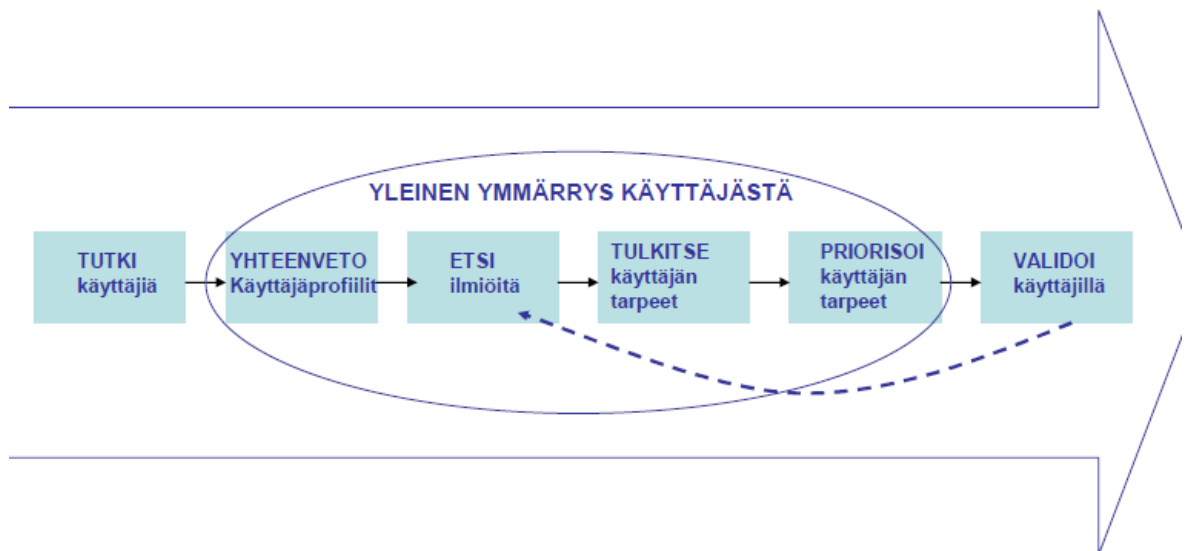 YLEINEN YMMÄRRYS KÄYTTÄJÄSTÄ
TUTKI
käyttäjiä
YHTEENVETO
Käyttäjäprofiilit
ETSI
ilmiöitä
TULKITSE
käyttäjän
tarpeet
PRIORISOI
käyttäjän
tarpeet
VALIDOI
käyttäjillä